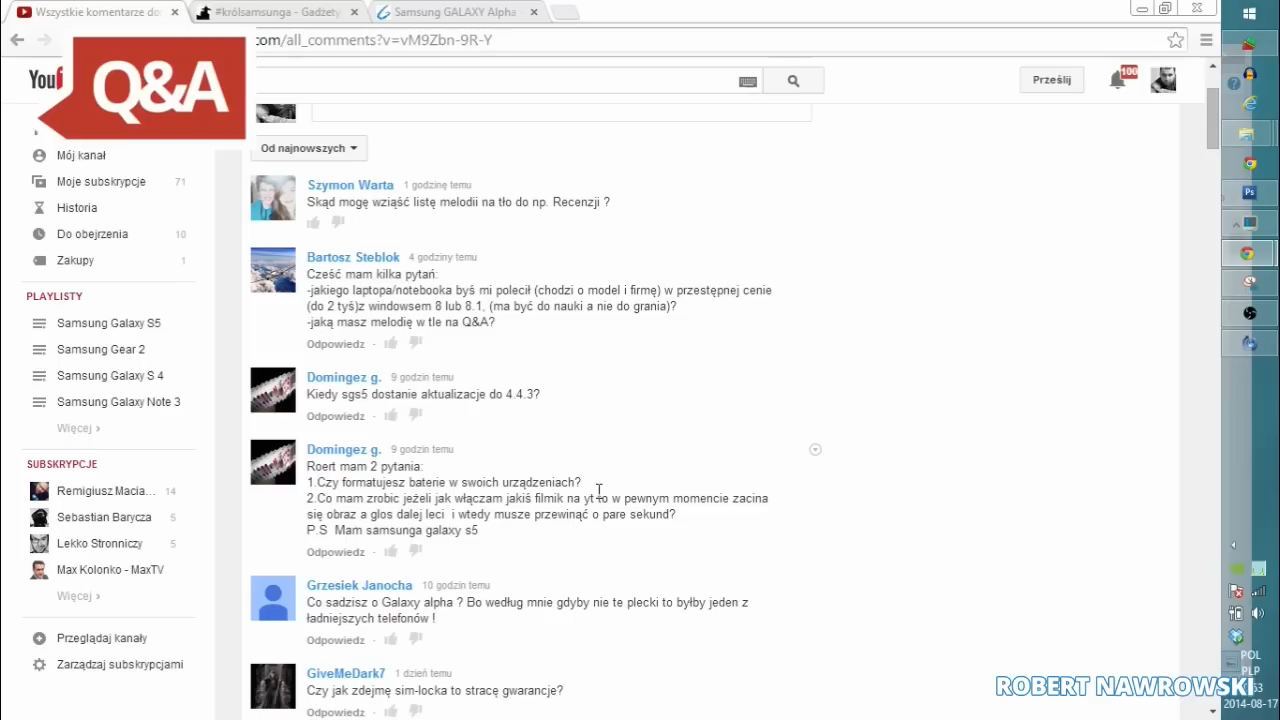 Wszystkie komentarze do
#królsamsunga - Gadżety
Samsung GALAXY Alpha
com/all_comments?v=vM9Zbn-9R-Y
You
Q&A
Prześlij
100
Mój kanał
Moje subskrypcje 71
Historia
Do obejrzenia 10
Zakupy 1
PLAYLISTY
Samsung Galaxy S5
Samsung Gear 2
Samsung Galaxy S 4
Samsung Galaxy Note 3
Więcej ›
SUBSKRYPCJE
Remigiusz Macia... 14
Sebastian Barycza 5
Lekko Stronniczy 5
Max Kolonko - MaxTV
Więcej ›
Przeglądaj kanały
Zarządzaj subskrypcjami
Od najnowszych
Szymon Warta 1 godzinę temu
Skąd mogę wziąść listę melodii na tło do np. Recenzji ?
Bartosz Steblok 4 godziny temu
Cześć mam kilka pytań:
-jakiego laptopa/notebooka byś mi polecił (chodzi o model i firmę) w przestępnej cenie
(do 2 tyś)z windowsem 8 lub 8.1, (ma być do nauki a nie do grania)?
-jaką masz melodię w tle na Q&A?
Odpowiedz
Domingez g. 9 godzin temu
Kiedy sgs5 dostanie aktualizacje do 4.4.3?
Odpowiedz
Domingez g. 9 godzin temu
Roert mam 2 pytania:
1.Czy formatujesz baterie w swoich urządzeniach?
2.Co mam zrobic jeżeli jak włączam jakiś filmik na yt to w pewnym momencie zacina
się obraz a glos dalej leci i wtedy musze przewinąć o pare sekund?
P.S Mam samsunga galaxy s5
Odpowiedz
Grzesiek Janocha 10 godzin temu
Co sadzisz o Galaxy alpha ? Bo według mnie gdyby nie te plecki to byłby jeden z
ładniejszych telefonów !
Odpowiedz
GiveMeDark7 1 dzień temu
Czy jak zdejmę sim-locka to stracę gwarancje?
Odpowiedz
Ps
POL
PLP
2014-08-17
ROBERT NAWROWSKI